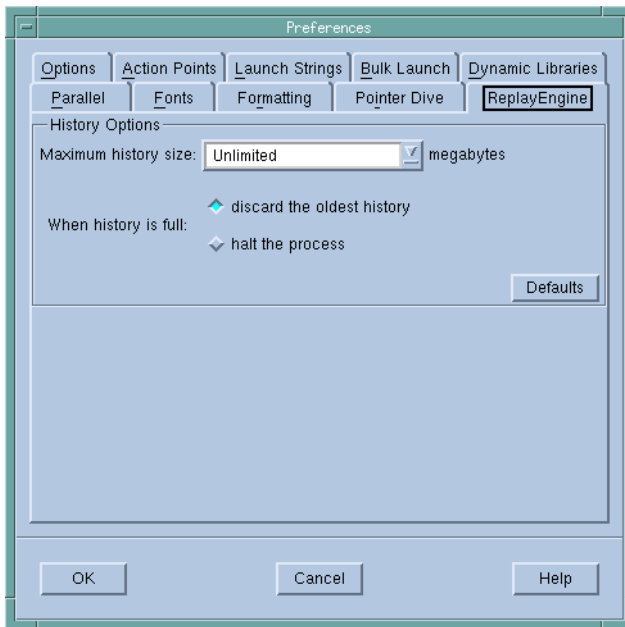 Preferences
Options Action Points Launch Strings Bulk Launch Dynamic Libraries
Parallel Fonts Formatting Pointer Dive ReplayEngine
History Options
Maximum history size: Unlimited megabytes
discard the oldest history
When history is full:
halt the process
Defaults
OK Cancel Help